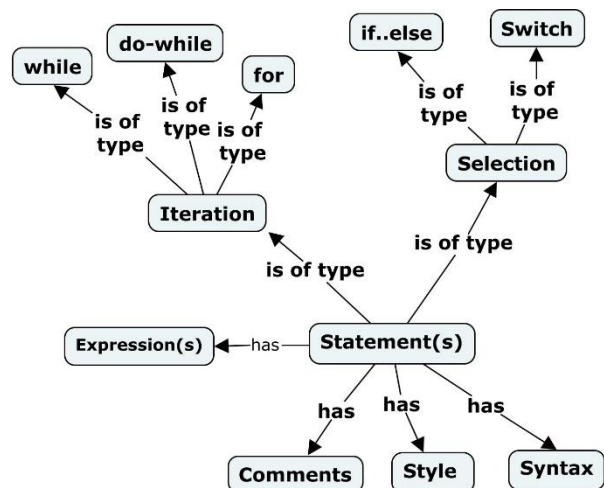 do-while
while
for
if..else
Switch
is of
type
is of
type
is of
type
is of
type
is of
type
Iteration
Selection
is of type
is of type
Expression(s)
has
Statement(s)
has
has
has
Comments
Style
Syntax